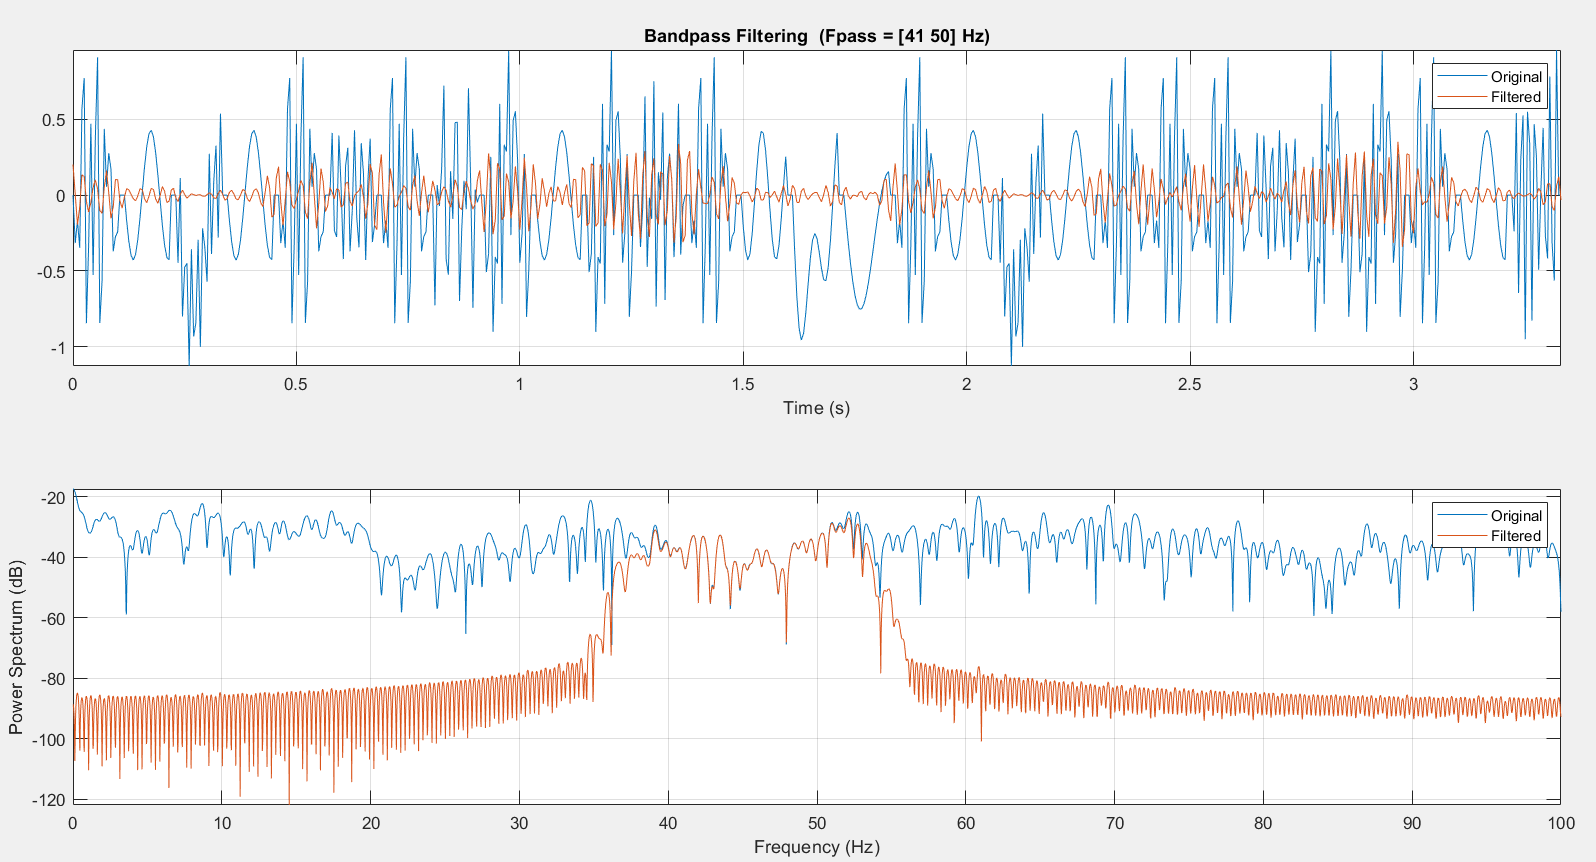 Bandpass Filtering (Fpass = [41 50] Hz)
Original
Filtered
0.5
0
-0.5
-1
0 0.5 1 1.5 2 2.5 3
Time (s)
Original
Filtered
-20
-40
-60
-80
-100
-120
Power Spectrum (dB)
0 10 20 30 40 50 60 70 80 90 100
Frequency (Hz)